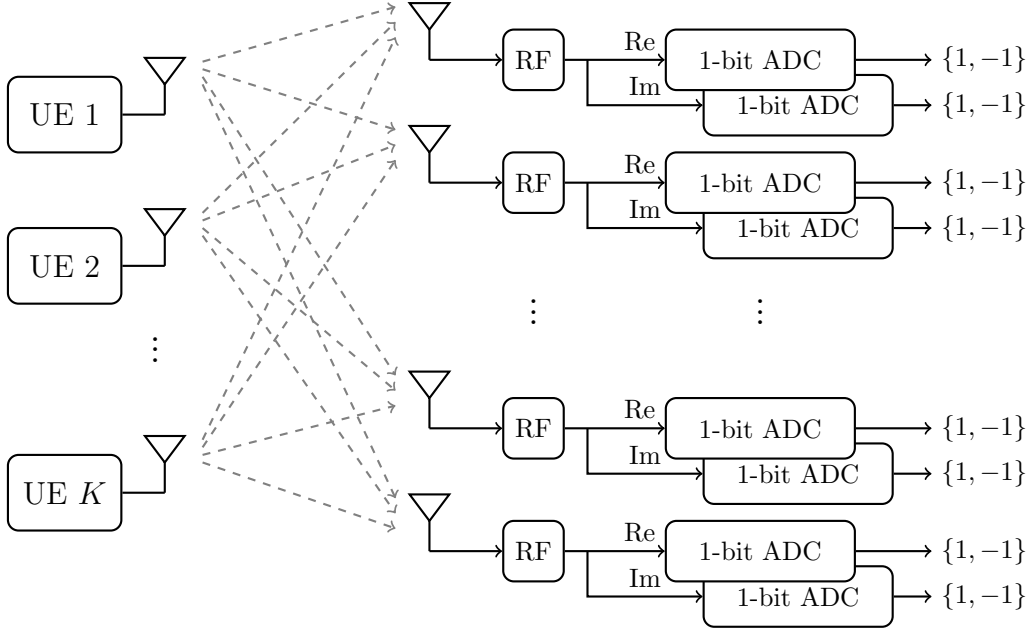 UE 1
UE 2
⋮
UE K
RF
Re
1-bit ADC
{1, −1}
Im
1-bit ADC
{1, −1}
RF
Re
1-bit ADC
{1, −1}
Im
1-bit ADC
{1, −1}
⋮
⋮
RF
Re
1-bit ADC
{1, −1}
Im
1-bit ADC
{1, −1}
RF
Re
1-bit ADC
{1, −1}
Im
1-bit ADC
{1, −1}